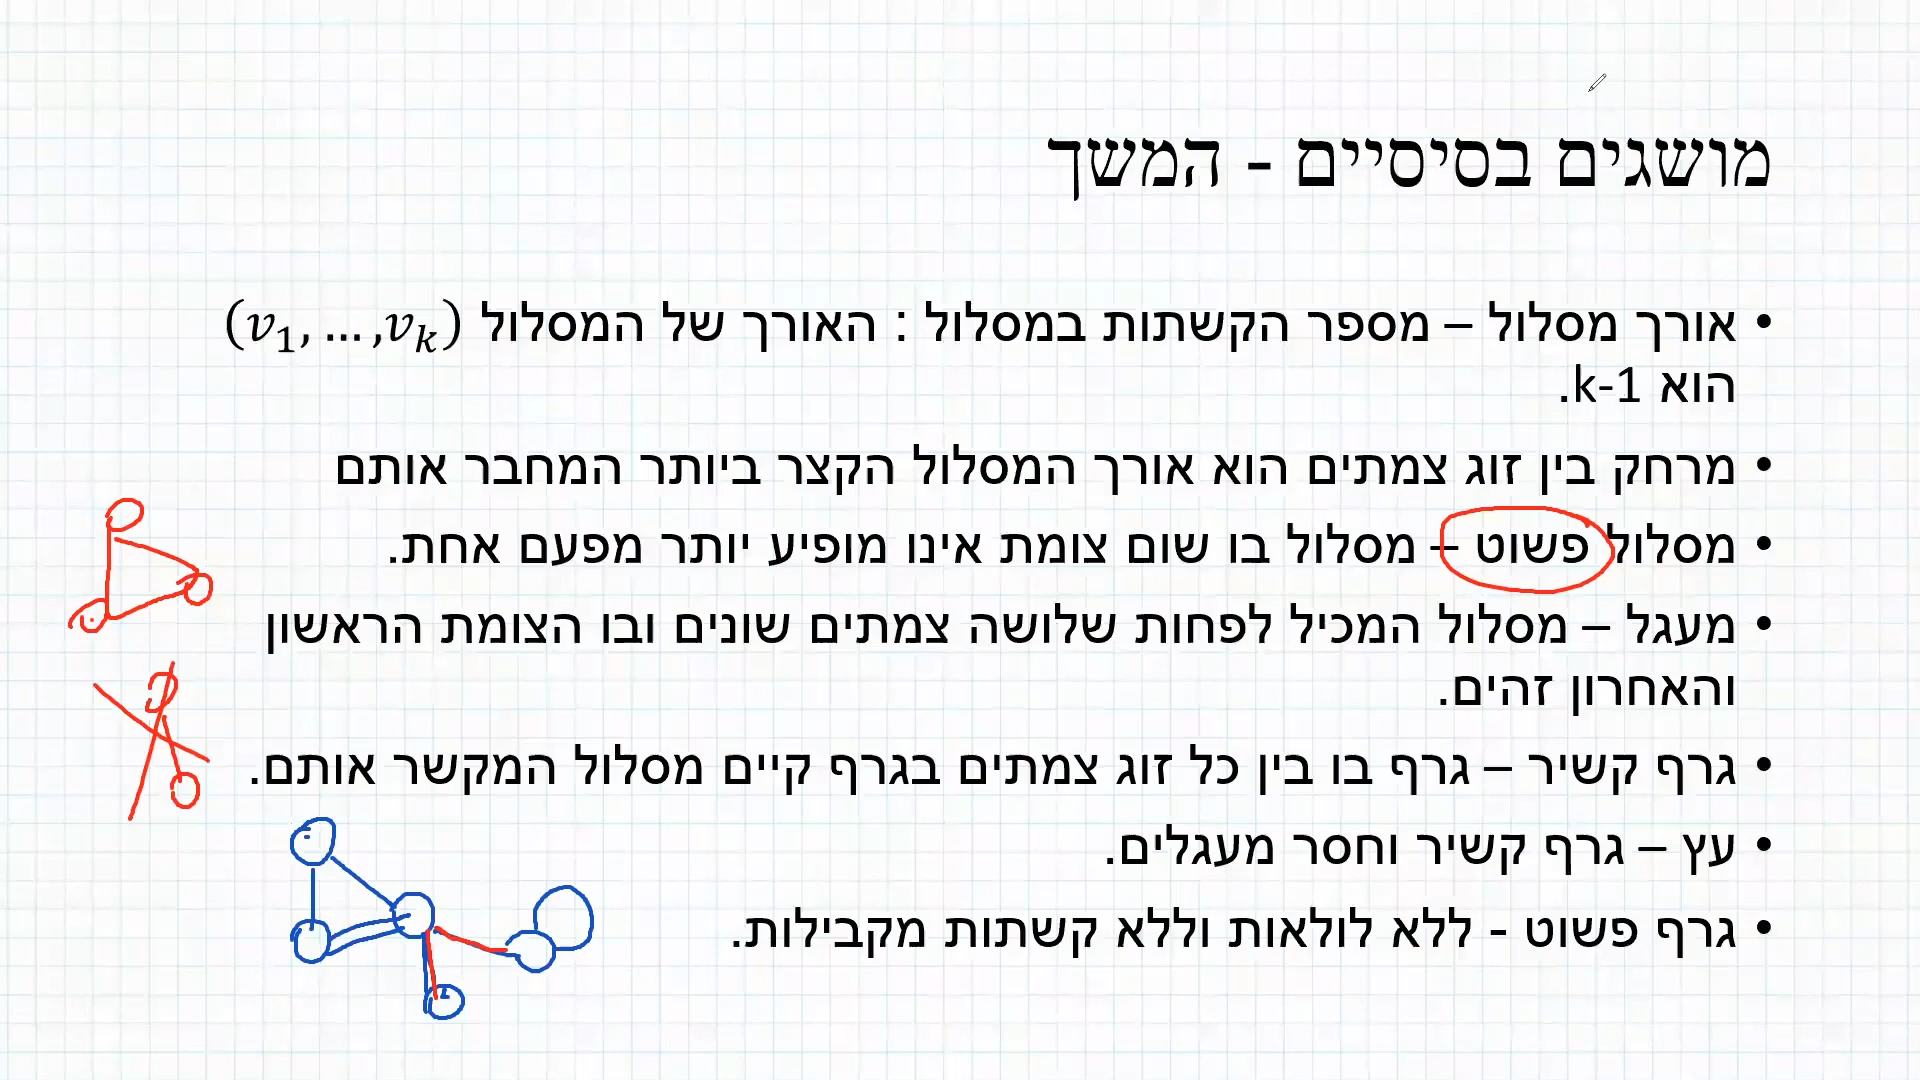 מושגים בסיסיים - המשך
• אורך מסלול – מספר הקשתות במסלול : האורך של המסלול (v₁, … ,vₖ)
הוא k-1.
• מרחק בין זוג צמתים הוא אורך המסלול הקצר ביותר המחבר אותם
• מסלול פשוט – מסלול בו שום צומת אינו מופיע יותר מפעם אחת.
• מעגל – מסלול המכיל לפחות שלושה צמתים שונים ובו הצומת הראשון
והאחרון זהים.
• גרף קשיר – גרף בו בין כל זוג צמתים בגרף קיים מסלול המקשר אותם.
• עץ – גרף קשיר וחסר מעגלים.
• גרף פשוט - ללא לולאות וללא קשתות מקבילות.